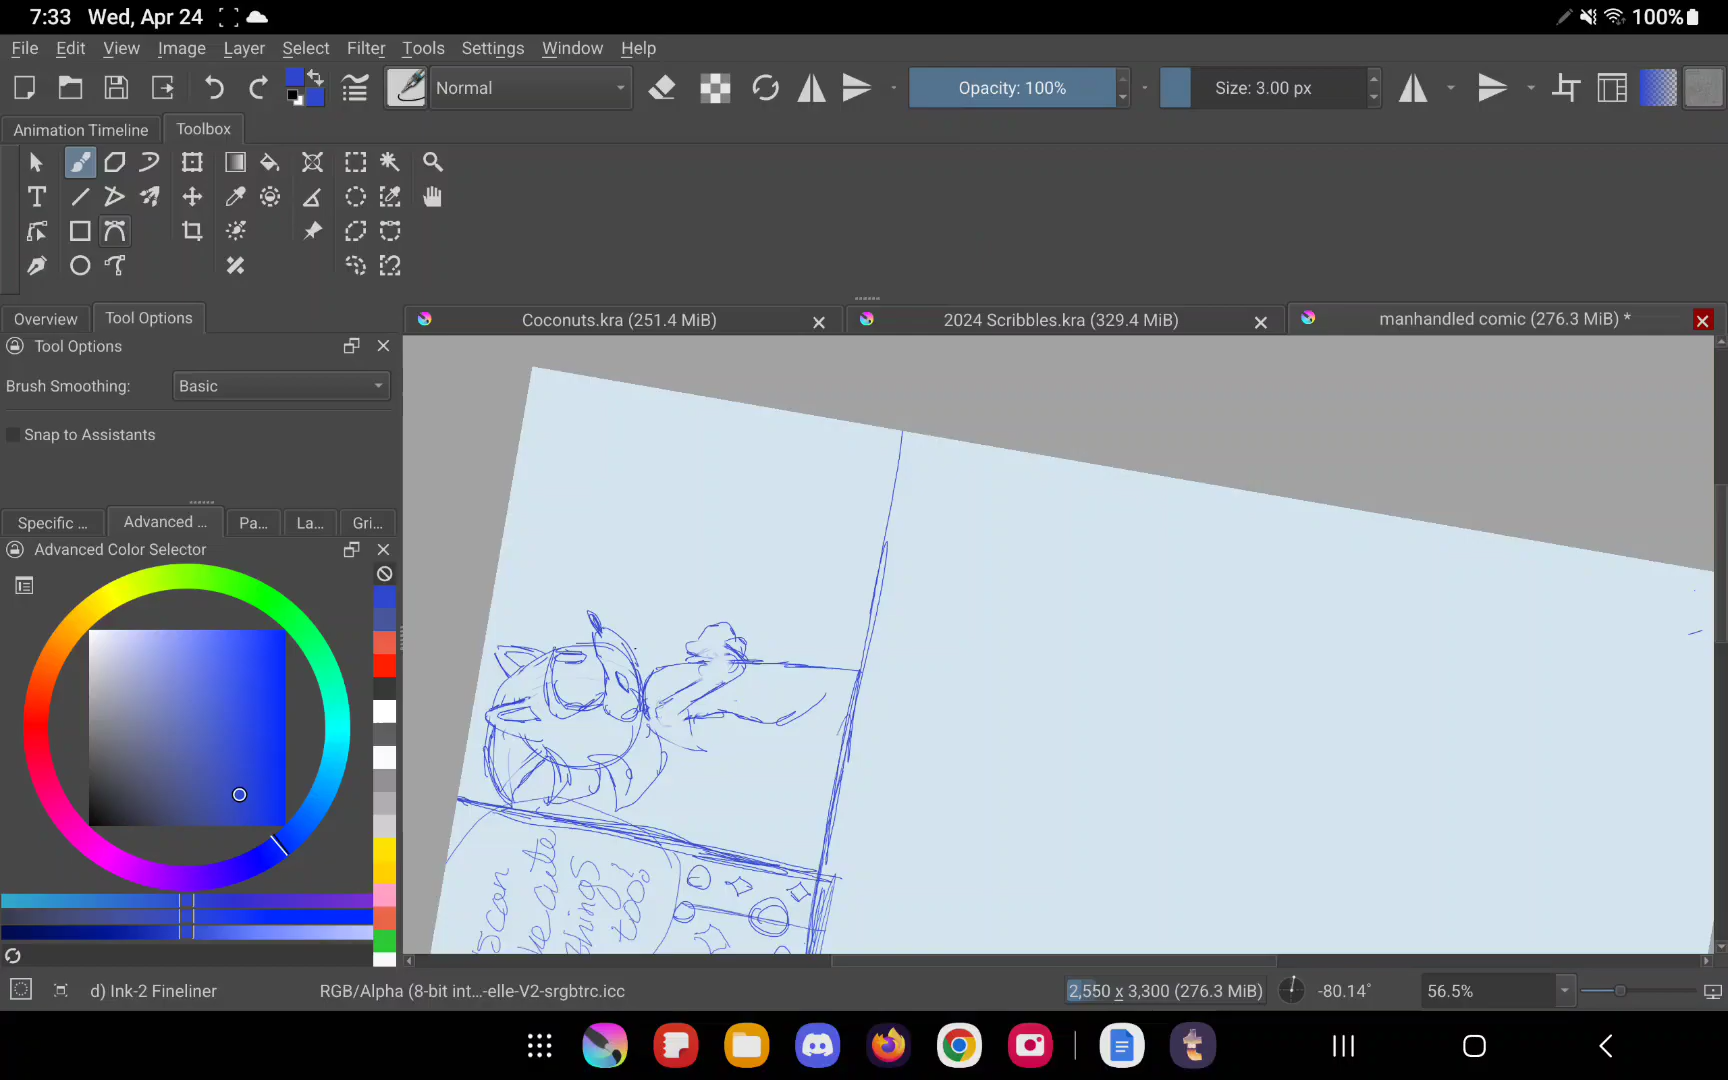 7:33 Wed, Apr 24 100%
File Edit View Image Layer Select Filter Tools Settings Window Help
Normal Opacity: 100% Size: 3.00 px
Animation Timeline Toolbox
Overview Tool Options
Coconuts.kra (251.4 MiB) 2024 Scribbles.kra (329.4 MiB) manhandled comic (276.3 MiB) *
Tool Options
Brush Smoothing: Basic
Snap to Assistants
Specific ... Advanced ... Pa... La... Gri...
Advanced Color Selector
things
too!
d) Ink-2 Fineliner RGB/Alpha (8-bit int...-elle-V2-srgbtrc.icc 2,550 x 3,300 (276.3 MiB) -80.14° 56.5%